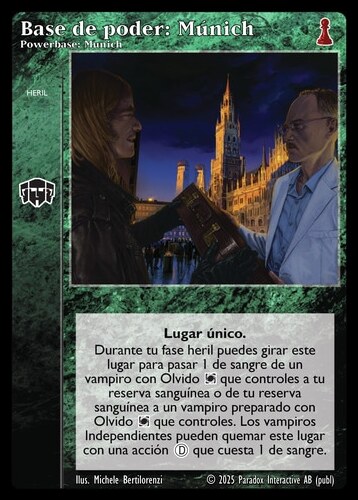 Base de poder: Múnich
Powerbase: Munich
HERIL
Lugar único.
Durante tu fase heril puedes girar este
lugar para pasar 1 de sangre de un
vampiro con Olvido que controles a tu
reserva sanguínea o de tu reserva
sanguínea a un vampiro preparado con
Olvido que controles. Los vampiros
Independientes pueden quemar este lugar
con una acción Ⓓ que cuesta 1 de sangre.
Ilus. Michele Bertilorenzi © 2025 Paradox Interactive AB (publ)